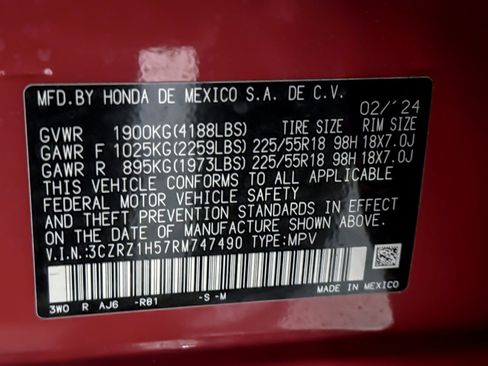 MFD.BY HONDA DE MEXICO S.A. DE C.V.
02/'24
GVWR 1900KG(4188LBS) TIRE SIZE RIM SIZE
GAWR F 1025KG(2259LBS) 225/55R18 98H 18X7.0J
GAWR R 895KG(1973LBS) 225/55R18 98H 18X7.0J
THIS VEHICLE CONFORMS TO ALL APPLICABLE
FEDERAL MOTOR VEHICLE SAFETY
AND THEFT PREVENTION STANDARDS IN EFFECT
ON THE DATE OF MANUFACTURE SHOWN ABOVE.
V.I.N.:3CZRZ1H57RM747490 TYPE:MPV
3W0 R AJ6 -R81 -S -M MADE IN MEXICO